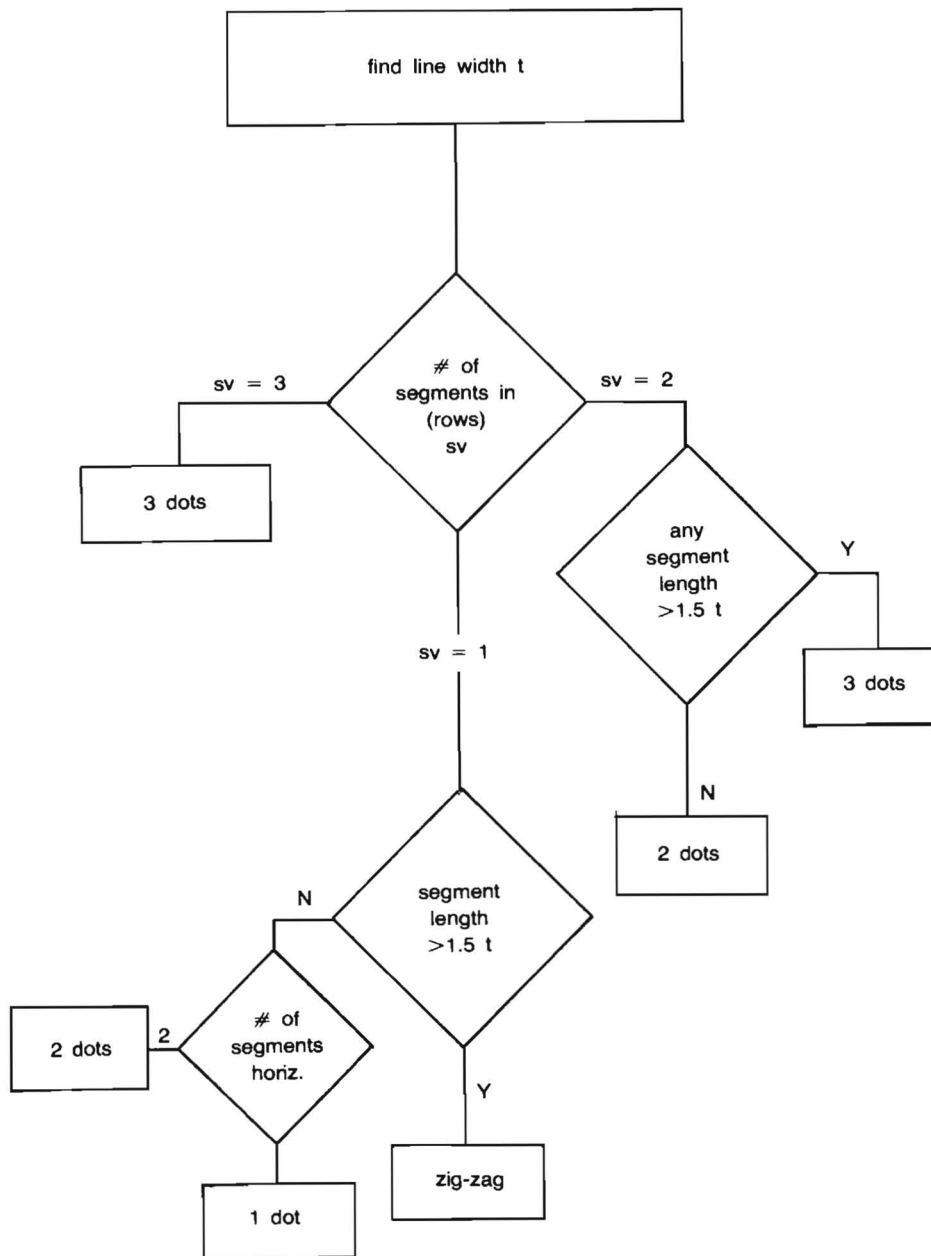 find line width t
# of
segments in
(rows)
sv
sv = 3
sv = 2
3 dots
any
segment
length
>1.5 t
Y
3 dots
sv = 1
N
2 dots
segment
length
>1.5 t
N
# of
segments
horiz.
2
2 dots
Y
zig-zag
1 dot